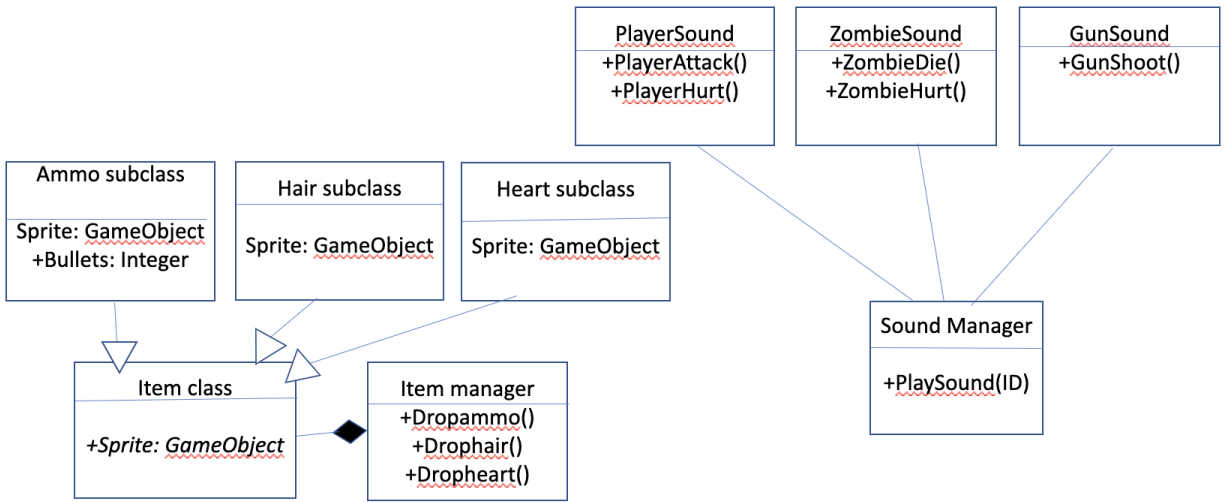 PlayerSound
+PlayerAttack()
+PlayerHurt()
ZombieSound
+ZombieDie()
+ZombieHurt()
GunSound
+GunShoot()
Ammo subclass
Sprite: GameObject
+Bullets: Integer
Hair subclass
Sprite: GameObject
Heart subclass
Sprite: GameObject
Sound Manager
+PlaySound(ID)
Item class
+Sprite: GameObject
Item manager
+Dropammo()
+Drophair()
+Dropheart()